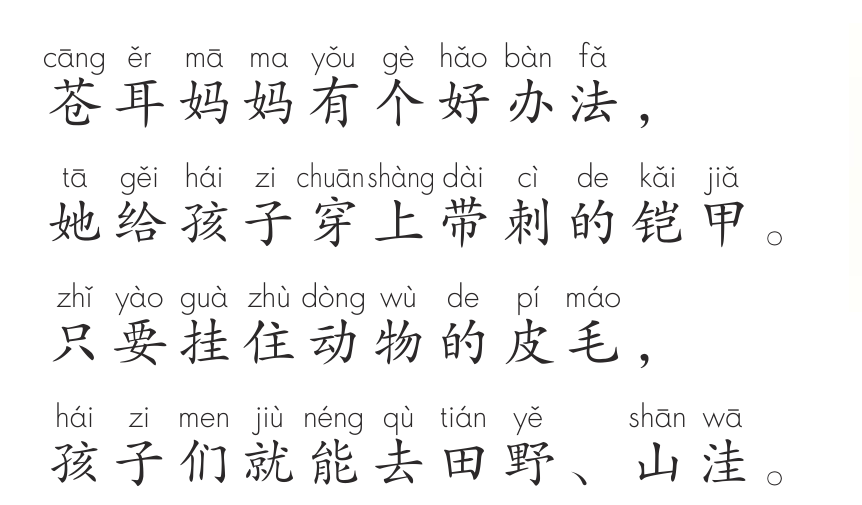 cāng ěr mā ma yǒu gè hǎo bàn fǎ
苍耳妈妈有个好办法，
tā gěi hái zi chuān shàng dài cì de kǎi jiǎ
她给孩子穿上带刺的铠甲。
zhǐ yào guà zhù dòng wù de pí máo
只要挂住动物的皮毛，
hái zi men jiù néng qù tián yě shān wā
孩子们就能去田野、山洼。